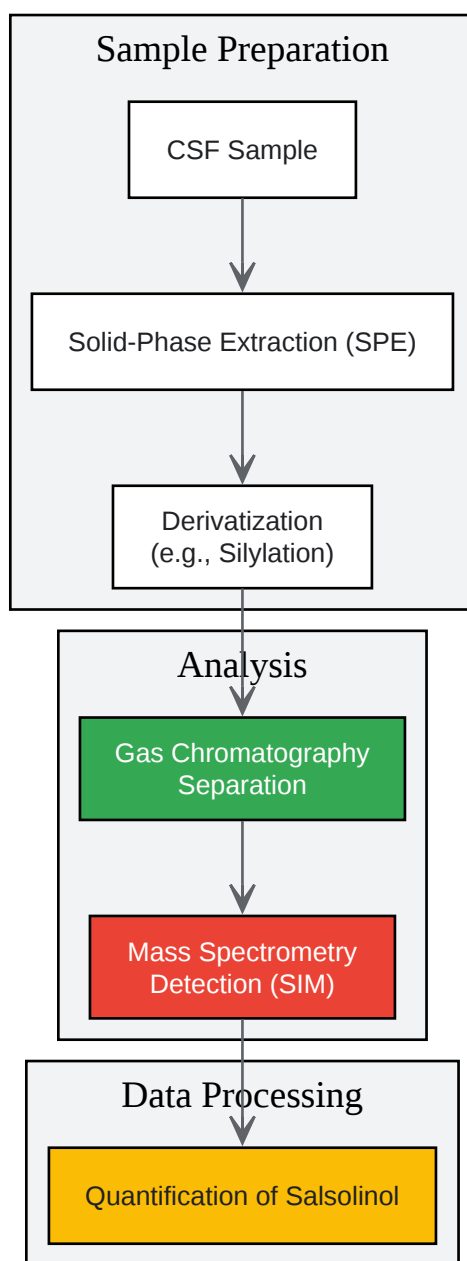 Sample Preparation
CSF Sample
Solid-Phase Extraction (SPE)
Derivatization
(e.g., Silylation)
Analysis
Gas Chromatography
Separation
Mass Spectrometry
Detection (SIM)
Data Processing
Quantification of Salsolinol